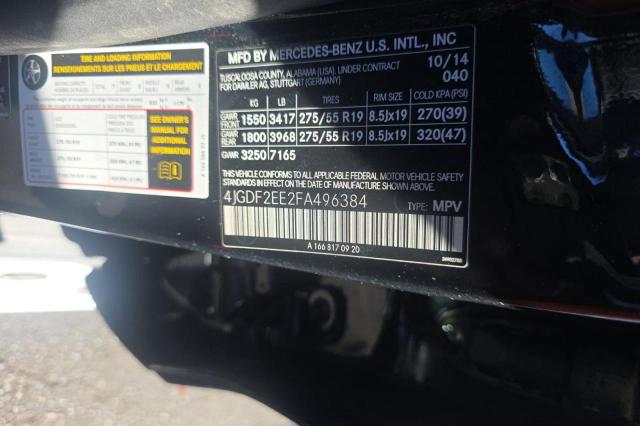 TIRE AND LOADING INFORMATION
RENSEIGNEMENTS SUR LES PNEUS ET LE CHARGEMENT
SEE OWNER'S
MANUAL FOR
ADDITIONAL
INFORMATION
MFD BY MERCEDES-BENZ U.S. INTL., INC
TUSCALOOSA COUNTY, ALABAMA (USA), UNDER CONTRACT 10/14
FOR DAIMLER AG, STUTTGART (GERMANY) 040
KG LB TIRES RIM SIZE COLD KPA(PSI)
GAWR FRONT 1550 3417 275/55 R19 8.5Jx19 270(39)
GAWR REAR 1800 3968 275/55 R19 8.5Jx19 320(47)
GVWR 3250 7165
THIS VEHICLE CONFORMS TO ALL APPLICABLE FEDERAL MOTOR VEHICLE SAFETY
STANDARDS IN EFFECT ON THE DATE OF MANUFACTURE SHOWN ABOVE.
4JGDF2EE2FA496384 TYPE: MPV
A 166 817 09 20